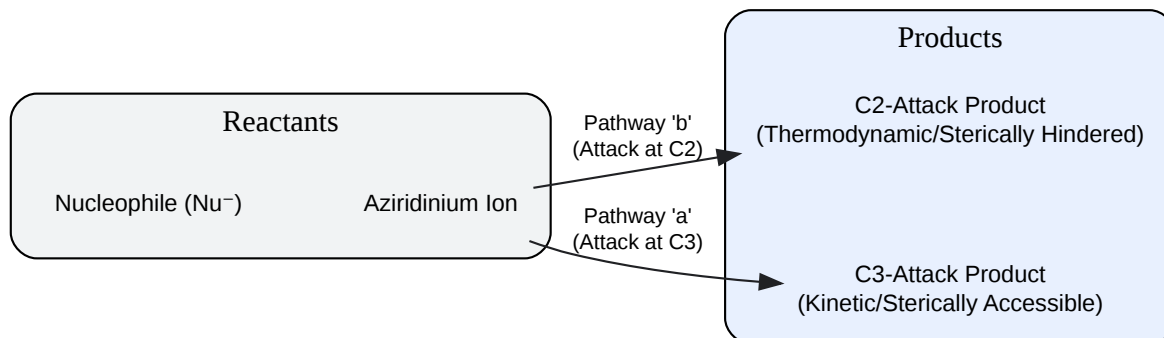 Reactants
Nucleophile (Nu⁻)
Aziridinium Ion
Pathway 'b'
(Attack at C2)
Pathway 'a'
(Attack at C3)
Products
C2-Attack Product
(Thermodynamic/Sterically Hindered)
C3-Attack Product
(Kinetic/Sterically Accessible)